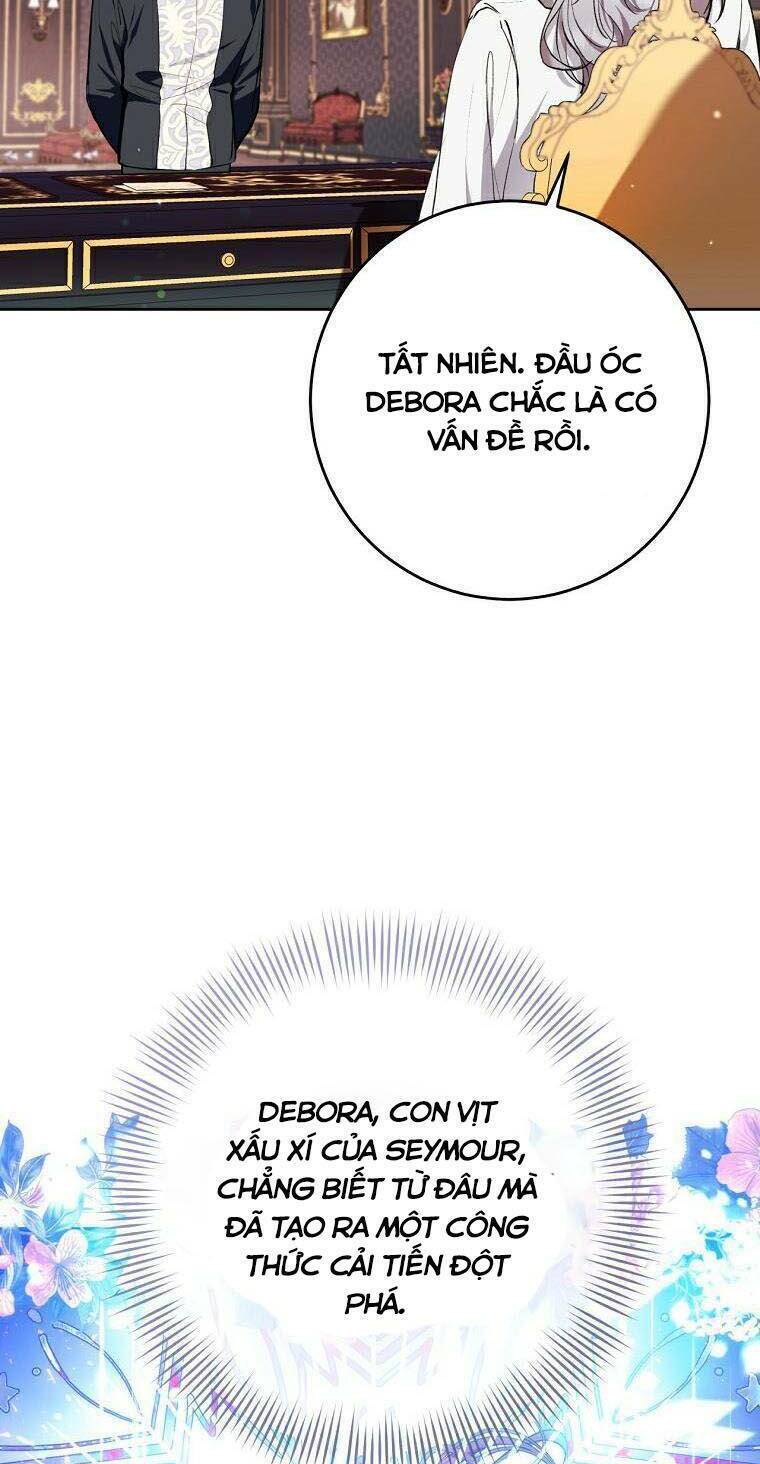 TẤT NHIÊN. ĐẦU ÓC
DEBORA CHẮC LÀ CÓ
VẤN ĐỀ RỒI.
DEBORA, CON VỊT
XẤU XÍ CỦA SEYMOUR,
CHẲNG BIẾT TỪ ĐÂU MÀ
ĐÃ TẠO RA MỘT CÔNG
THỨC CẢI TIẾN ĐỘT
PHÁ.